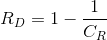 R_D = 1 - \frac{1}{C_R}